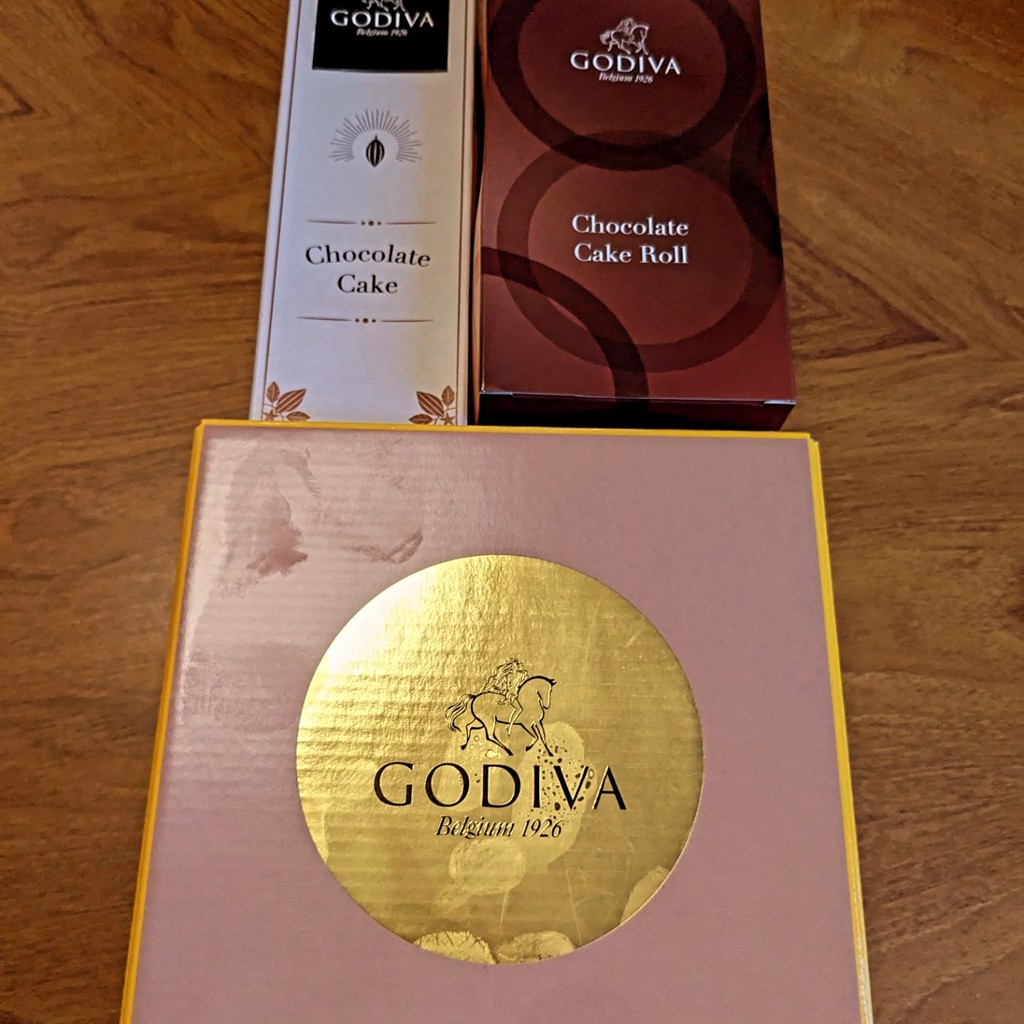 GODIVA
Belgium 1926
Chocolate
Cake
GODIVA
Belgium 1926
Chocolate
Cake Roll
GODIVA
Belgium 1926